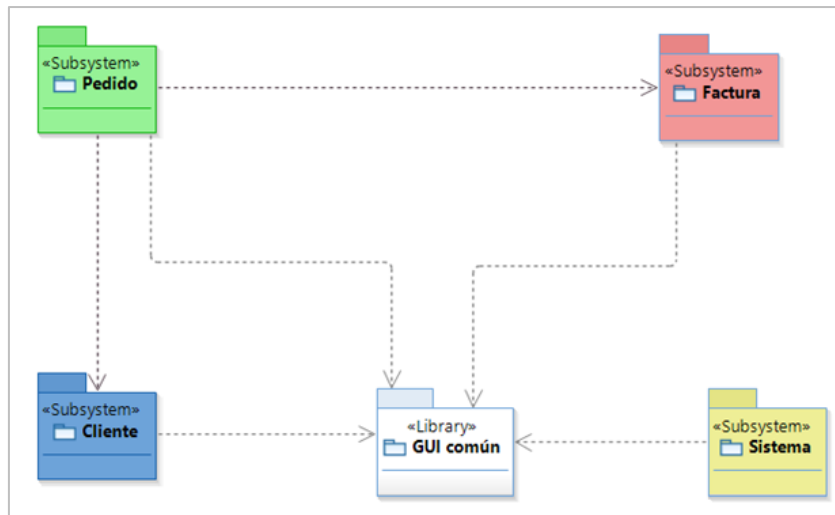 «Subsystem»
Pedido
«Subsystem»
Factura
«Subsystem»
Cliente
«Library»
GUI común
«Subsystem»
Sistema